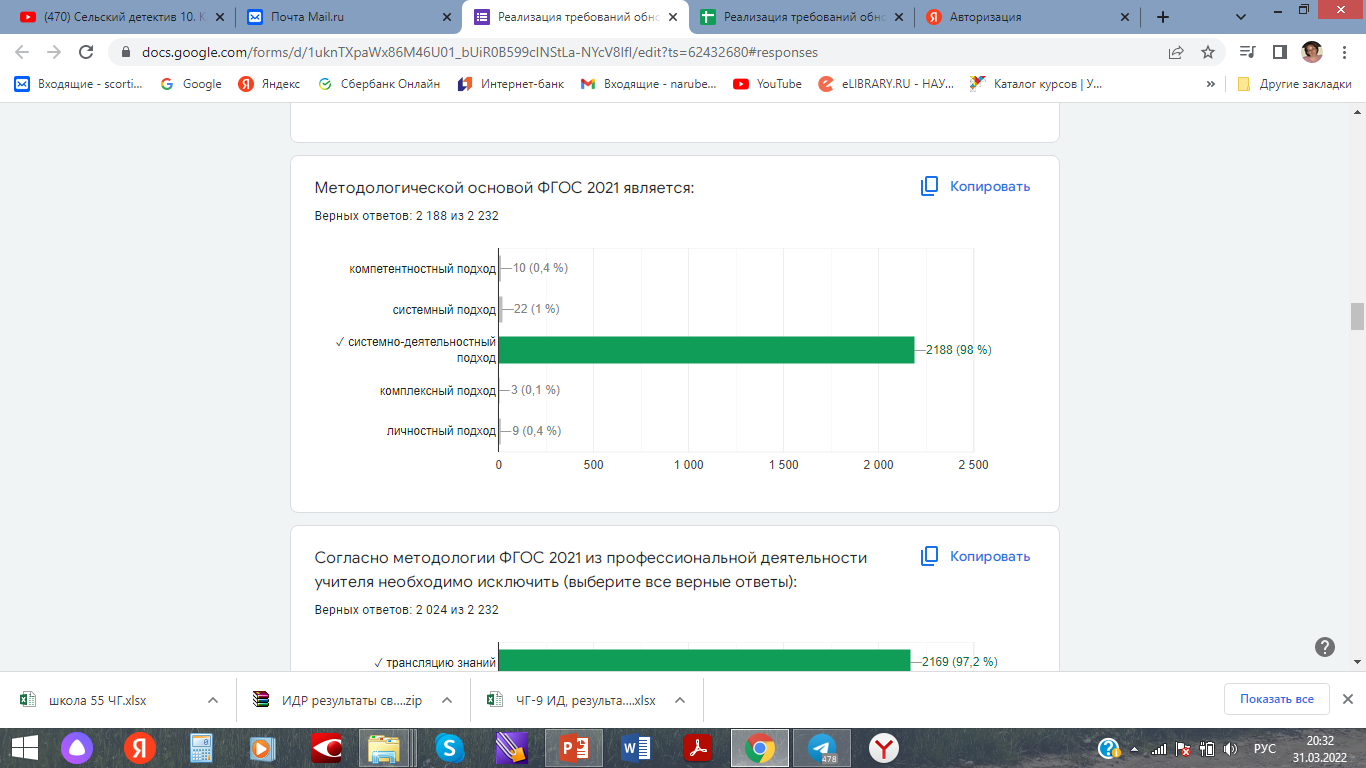 (470) Сельский детектив 10. К
Почта Mail.ru
Реализация требований обно
Реализация требований обно
Авторизация
docs.google.com/forms/d/1uknTXpaWx86M46U01_bUiR0B599cINStLa-NYcV8IfI/edit?ts=62432680#responses
Входящие - scorti...
Google
Яндекс
Сбербанк Онлайн
Интернет-банк
Входящие - narube...
YouTube
eLIBRARY.RU - НАУ...
Каталог курсов | У...
»
Другие закладки
Методологической основой ФГОС 2021 является:
Копировать
Верных ответов: 2 188 из 2 232
компетентностный подход
10 (0,4 %)
системный подход
22 (1 %)
✓ системно-деятельностный
подход
2188 (98 %)
комплексный подход
3 (0,1 %)
личностный подход
9 (0,4 %)
0 500 1 000 1 500 2 000 2 500
Согласно методологии ФГОС 2021 из профессиональной деятельности
учителя необходимо исключить (выберите все верные ответы):
Копировать
Верных ответов: 2 024 из 2 232
✓ трансляцию знаний
2169 (97,2 %)
школа 55 ЧГ.xlsx
ИДР результаты св....zip
ЧГ-9 ИД, результа....xlsx
Показать все
478
РУС
20:32
31.03.2022